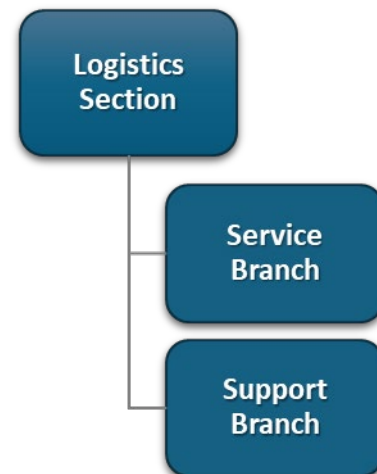 Logistics
Section
Service
Branch
Support
Branch